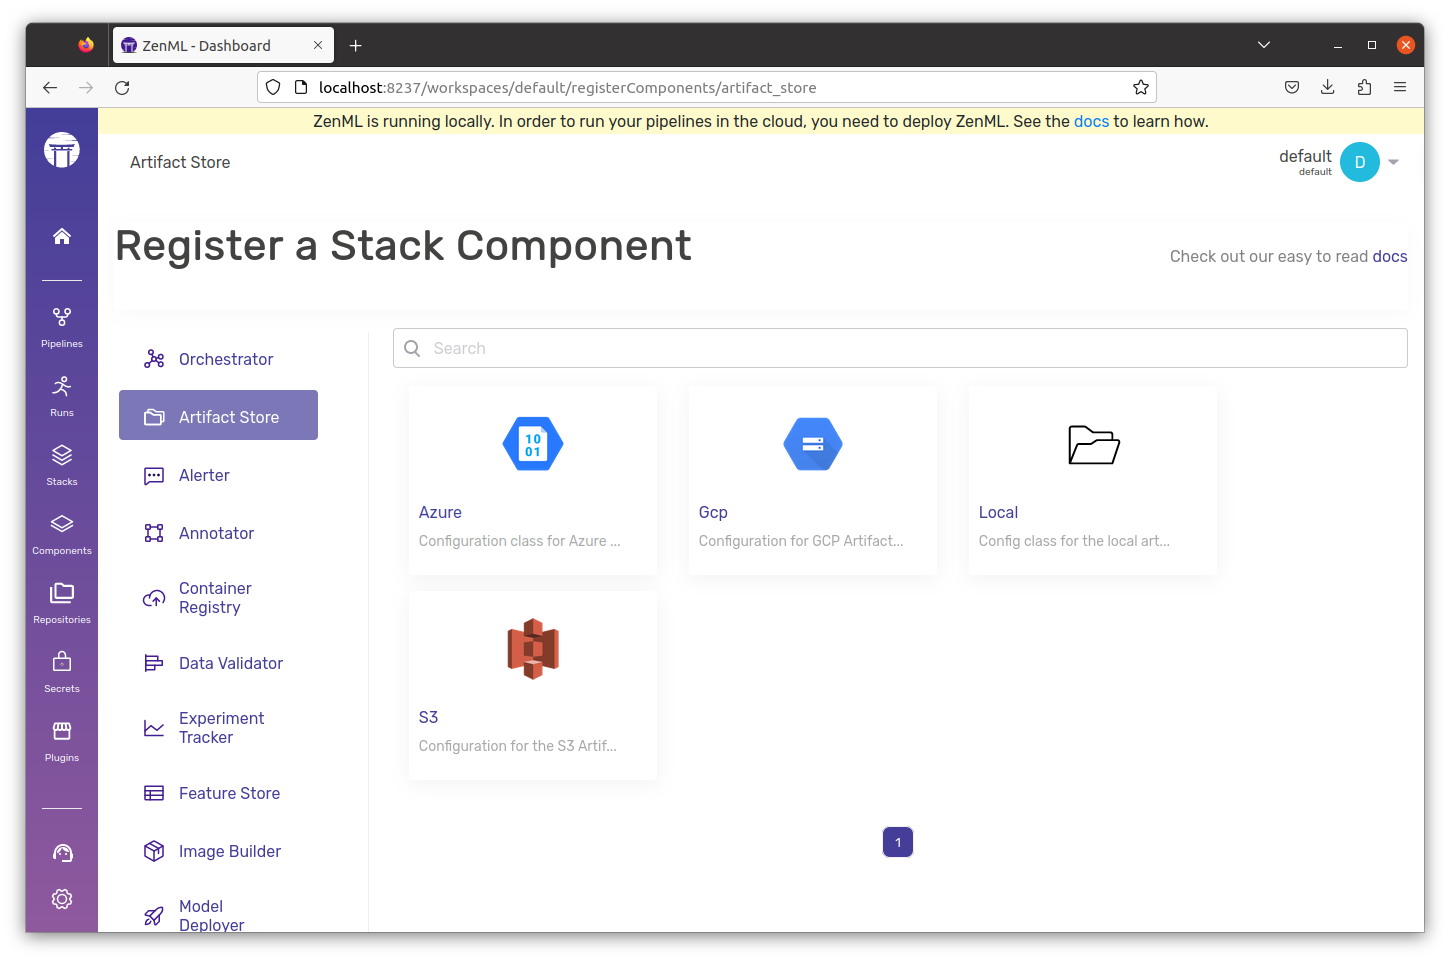 ZenML - Dashboard
localhost:8237/workspaces/default/registerComponents/artifact_store
ZenML is running locally. In order to run your pipelines in the cloud, you need to deploy ZenML. See the docs to learn how.
Artifact Store
default
default
D
Register a Stack Component
Check out our easy to read docs
Pipelines
Runs
Stacks
Components
Repositories
Secrets
Plugins
Orchestrator
Artifact Store
Alerter
Annotator
Container
Registry
Data Validator
Experiment
Tracker
Feature Store
Image Builder
Model
Deployer
Search
10
01
Azure
Configuration class for Azure ...
Gcp
Configuration for GCP Artifact...
Local
Config class for the local art...
S3
Configuration for the S3 Artif...
1